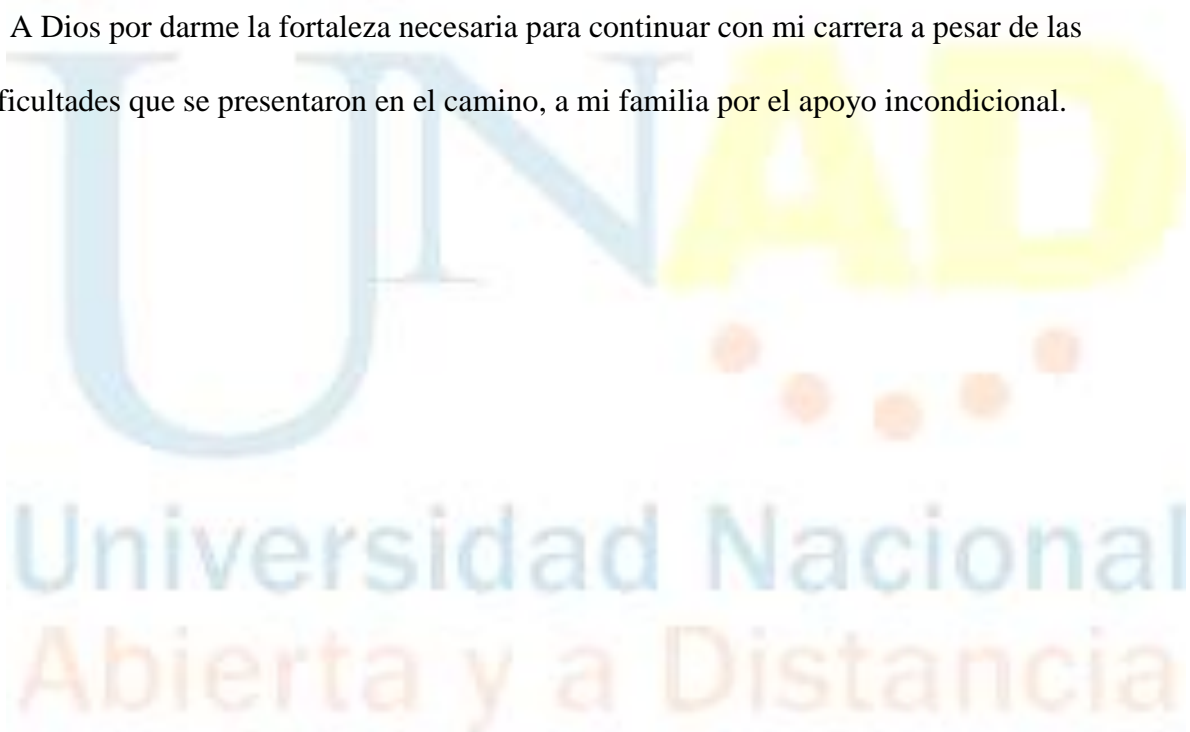 A Dios por darme la fortaleza necesaria para continuar con mi carrera a pesar de las
ficultades que se presentaron en el camino, a mi familia por el apoyo incondicional.
UNAD
Universidad Nacional
Abierta y a Distancia